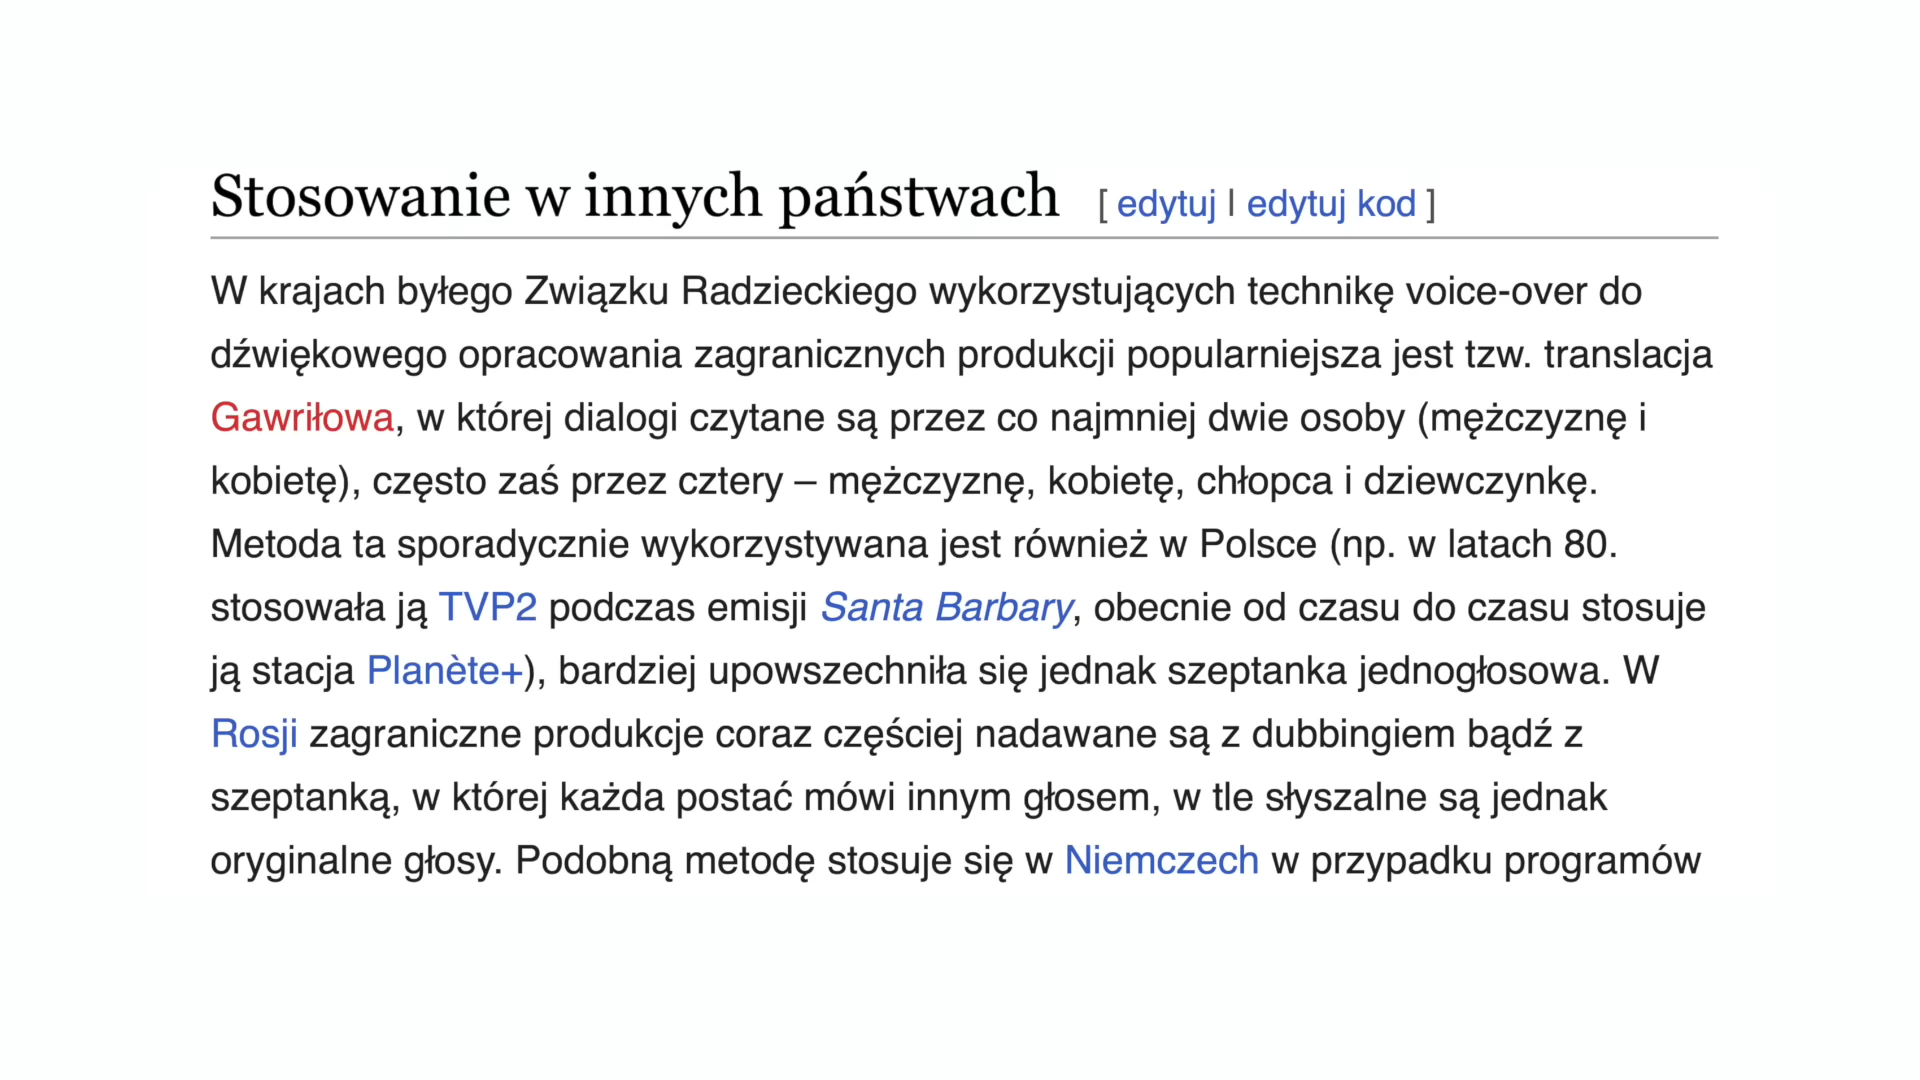 Stosowanie w innych państwach [ edytuj | edytuj kod ]
W krajach byłego Związku Radzieckiego wykorzystujących technikę voice-over do
dźwiękowego opracowania zagranicznych produkcji popularniejsza jest tzw. translacja
Gawriłowa, w której dialogi czytane są przez co najmniej dwie osoby (mężczyznę i
kobietę), często zaś przez cztery – mężczyznę, kobietę, chłopca i dziewczynkę.
Metoda ta sporadycznie wykorzystywana jest również w Polsce (np. w latach 80.
stosowała ją TVP2 podczas emisji Santa Barbary, obecnie od czasu do czasu stosuje
ją stacja Planète+), bardziej upowszechniła się jednak szeptanka jednogłosowa. W
Rosji zagraniczne produkcje coraz częściej nadawane są z dubbingiem bądź z
szeptanką, w której każda postać mówi innym głosem, w tle słyszalne są jednak
oryginalne głosy. Podobną metodę stosuje się w Niemczech w przypadku programów